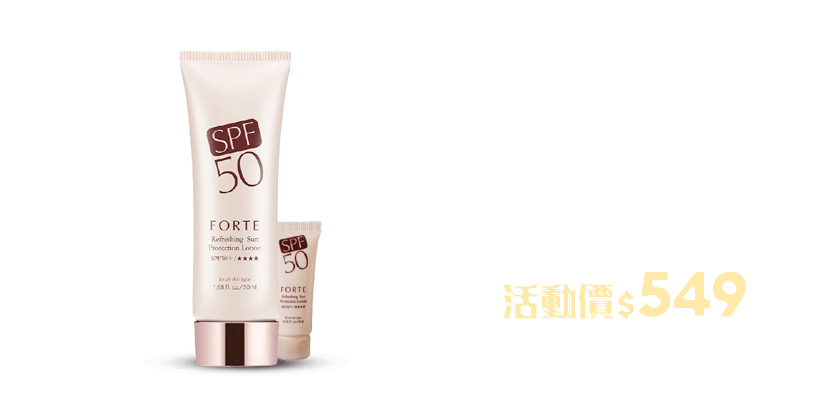 SPF
50
FORTE
Refreshing Sun
Protection Lotion
SPF50+/★★★★
for all skin type
1.68 fl. oz./50ml
SPF
50
FORTE
Refreshing Sun
Protection Lotion
活動價$549